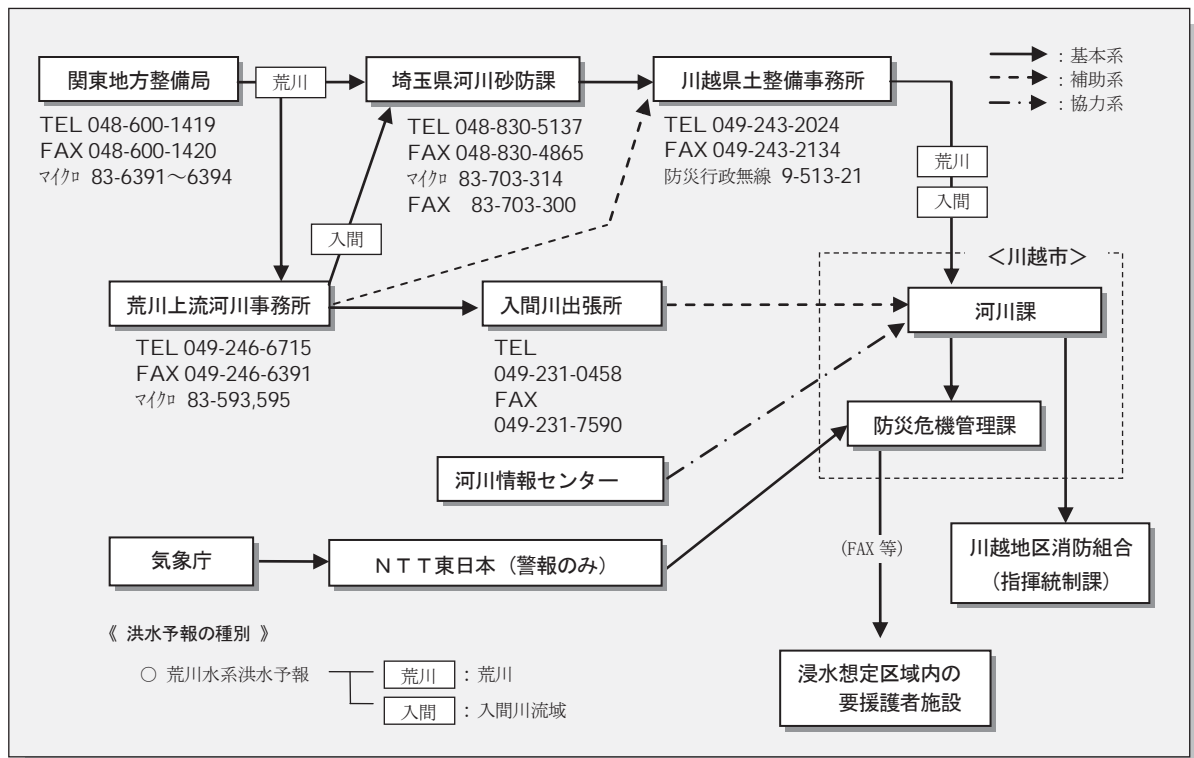 関東地方整備局
荒川
埼玉県河川砂防課
川越県土整備事務所
：基本系
：補助系
：協力系
TEL 048-600-1419
FAX 048-600-1420
ﾏｲｸﾛ 83-6391～6394
TEL 048-830-5137
FAX 048-830-4865
ﾏｲｸﾛ 83-703-314
FAX 83-703-300
TEL 049-243-2024
FAX 049-243-2134
防災行政無線 9-513-21
荒川
入間
入間
＜川越市＞
荒川上流河川事務所
入間川出張所
河川課
TEL 049-246-6715
FAX 049-246-6391
ﾏｲｸﾛ 83-593,595
TEL
049-231-0458
FAX
049-231-7590
防災危機管理課
河川情報センター
気象庁
ＮＴＴ東日本（警報のみ）
(FAX 等)
川越地区消防組合
（指揮統制課）
《 洪水予報の種別 》
○ 荒川水系洪水予報
荒川 ：荒川
入間 ：入間川流域
浸水想定区域内の
要援護者施設